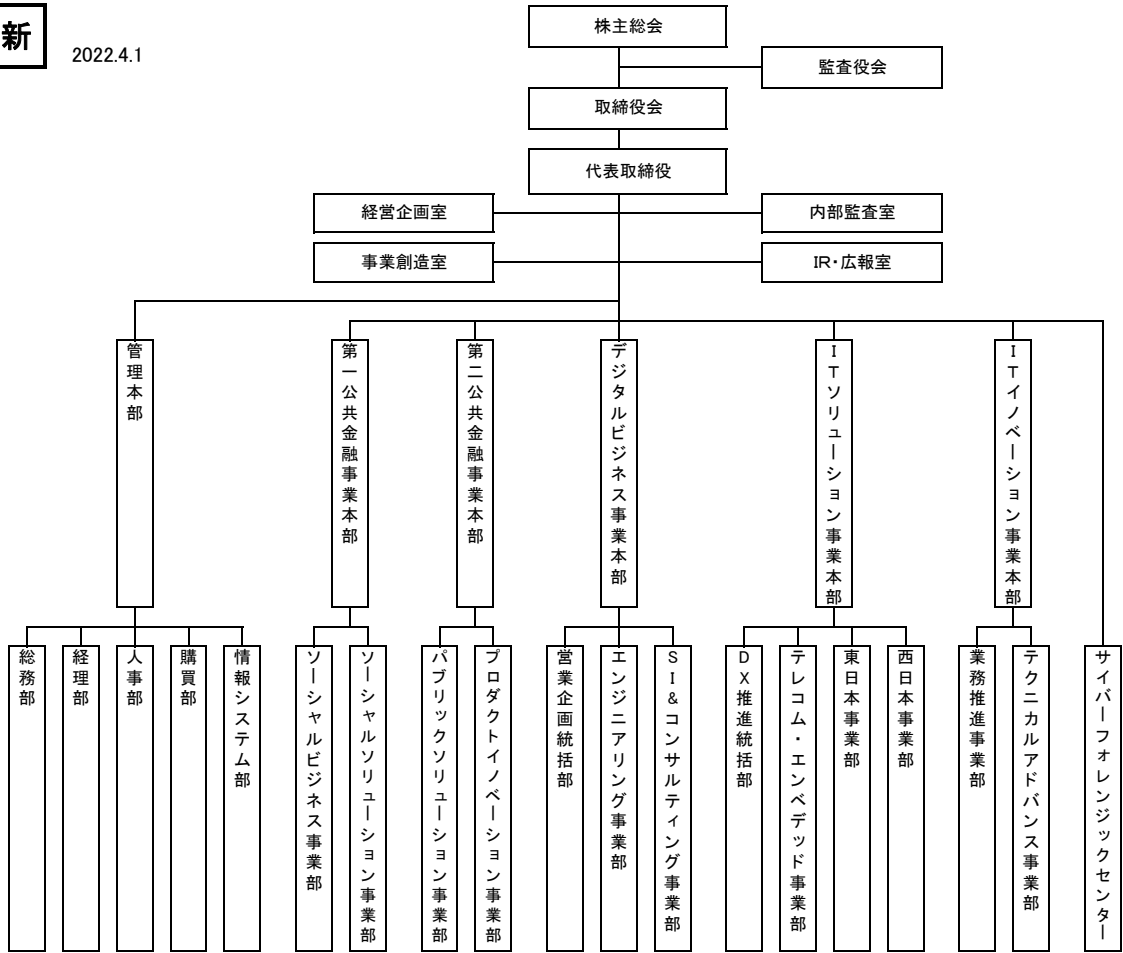 新
2022.4.1
株主総会
監査役会
取締役会
代表取締役
経営企画室
内部監査室
事業創造室
IR・広報室
管理本部
第一公共金融事業本部
第二公共金融事業本部
デジタルビジネス事業本部
ITソリューション事業本部
ITイノベーション事業本部
総務部
経理部
人事部
購買部
情報システム部
ソーシャルビジネス事業部
ソーシャルソリューション事業部
パブリックソリューション事業部
プロダクトイノベーション事業部
営業企画統括部
エンジニアリング事業部
SI&コンサルティング事業部
DX推進統括部
テレコム・エンベデッド事業部
東日本事業部
西日本事業部
業務推進事業部
テクニカルアドバンス事業部
サイバーフォレンジックセンター